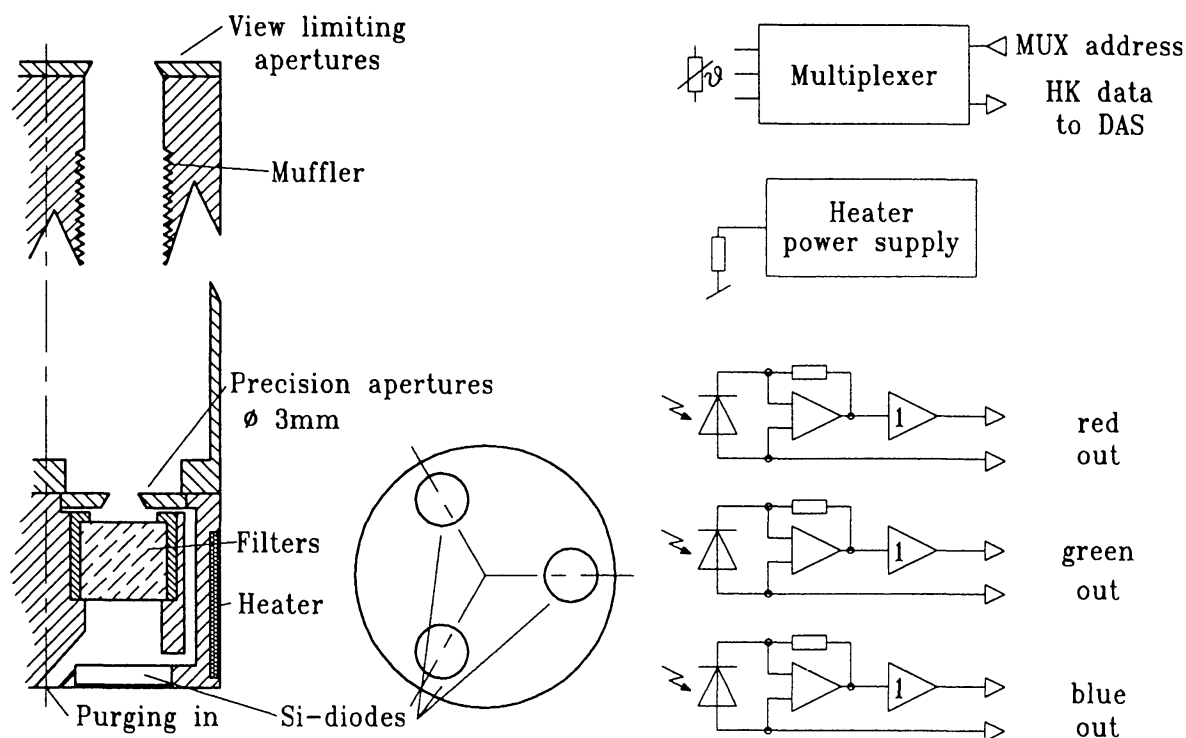 View limiting
apertures
Muffler
Precision apertures
ø 3mm
Filters
Heater
Purging in
Si-diodes
ϑ
Multiplexer
MUX address
HK data
to DAS
Heater
power supply
1
red
out
1
green
out
1
blue
out